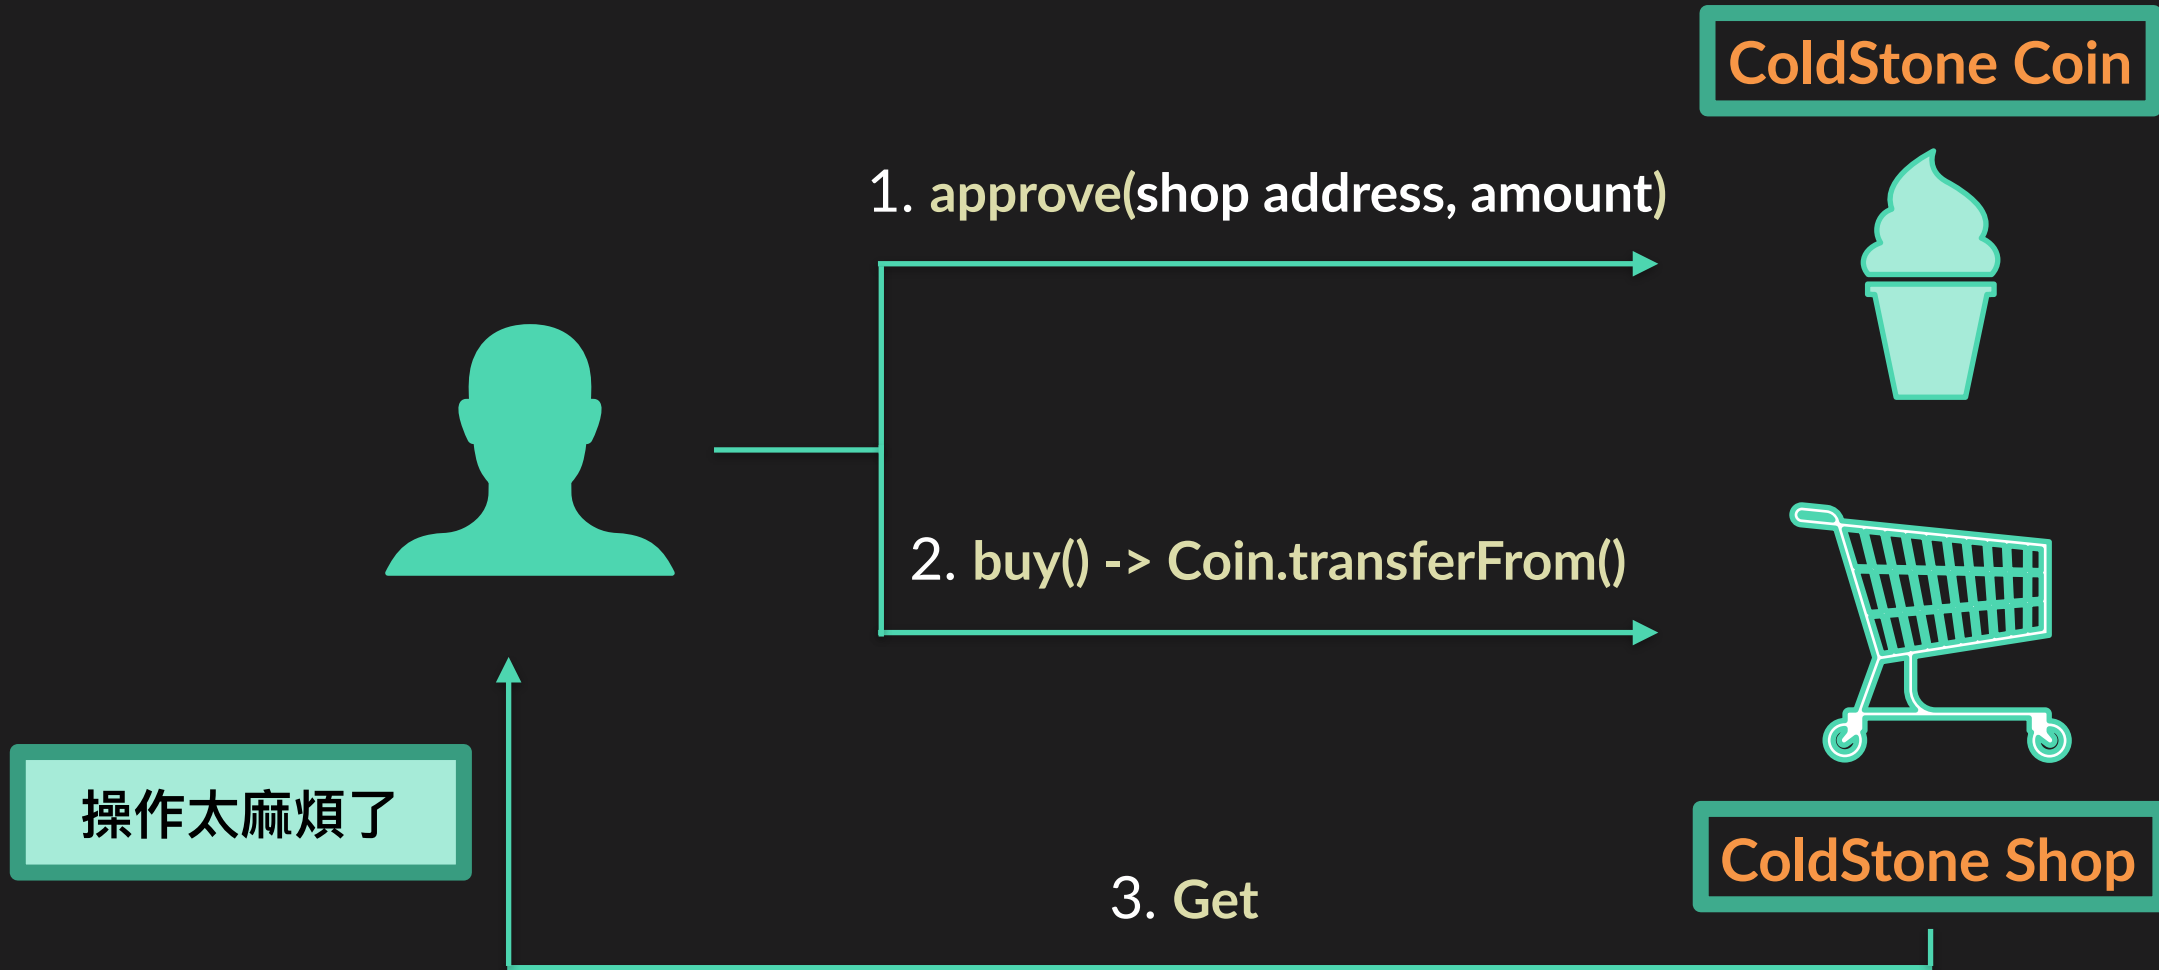 ColdStone Coin
1. approve(shop address, amount)
2. buy() -> Coin.transferFrom()
操作太麻煩了
ColdStone Shop
3. Get